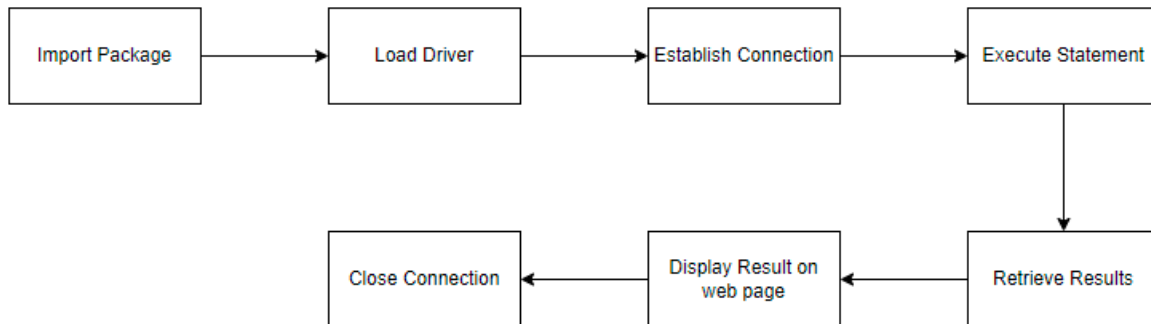 Import Package
Load Driver
Establish Connection
Execute Statement
Retrieve Results
Display Result on
web page
Close Connection